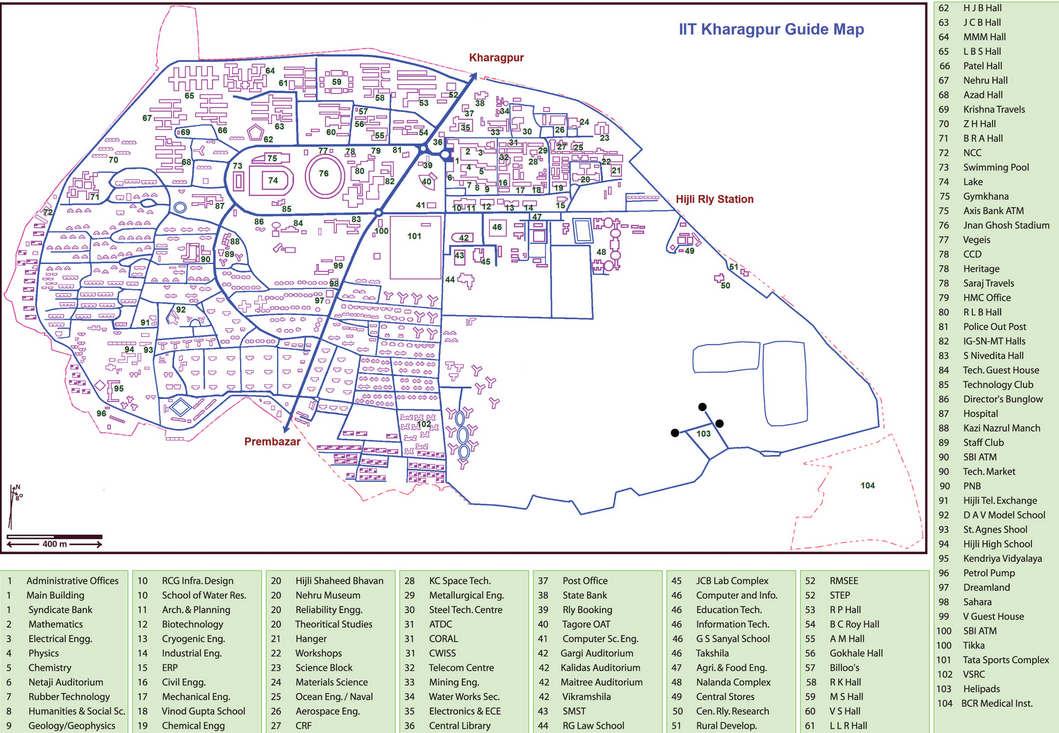 IIT Kharagpur Guide Map
Kharagpur
64
59
61
65
58
52
53
38
34
57
37
67
63
56
35
24
69
66
60
55
54
33
30
26
23
62
36
31
77
78
79
81
29
27
25
70
75
1
2
3
32
28
22
68
73
39
4
80
5
21
74
76
82
40
6
16
20
7
8
9
17
18
19
71
87
85
41
10
11
12
13
14
15
Hijli Rly Station
72
86
84
83
100
47
46
101
42
88
89
90
43
45
48
49
99
51
44
98
50
97
92
91
94
93
95
96
102
Prembazar
103
104
N
400 m
1 Administrative Offices
1 Main Building
1 Syndicate Bank
2 Mathematics
3 Electrical Engg.
4 Physics
5 Chemistry
6 Netaji Auditorium
7 Rubber Technology
8 Humanities & Social Sc.
9 Geology/Geophysics
10 RCG Infra. Design
10 School of Water Res.
11 Arch. & Planning
12 Biotechnology
13 Cryogenic Eng.
14 Industrial Eng.
15 ERP
16 Civil Engg.
17 Mechanical Eng.
18 Vinod Gupta School
19 Chemical Engg
20 Hijli Shaheed Bhavan
20 Nehru Museum
20 Reliability Engg.
20 Theoritical Studies
21 Hanger
22 Workshops
23 Science Block
24 Materials Science
25 Ocean Eng./ Naval
26 Aerospace Eng.
27 CRF
28 KC Space Tech.
29 Metallurgical Eng.
30 Steel Tech. Centre
31 ATDC
31 CORAL
31 CWISS
32 Telecom Centre
33 Mining Eng.
34 Water Works Sec.
35 Electronics & ECE
36 Central Library
37 Post Office
38 State Bank
39 Rly Booking
40 Tagore OAT
41 Computer Sc. Eng.
42 Gargi Auditorium
42 Kalidas Auditorium
42 Maitree Auditorium
42 Vikramshila
43 SMST
44 RG Law School
45 JCB Lab Complex
46 Computer and Info.
46 Education Tech.
46 Information Tech.
46 G S Sanyal School
46 Takshila
47 Agri. & Food Eng.
48 Nalanda Complex
49 Central Stores
50 Cen. Rly. Research
51 Rural Develop.
52 RMSEE
52 STEP
53 R P Hall
54 B C Roy Hall
55 A M Hall
56 Gokhale Hall
57 Billoo's
58 R K Hall
59 M S Hall
60 V S Hall
61 L L R Hall
62 H J B Hall
63 J C B Hall
64 MMM Hall
65 L B S Hall
66 Patel Hall
67 Nehru Hall
68 Azad Hall
69 Krishna Travels
70 Z H Hall
71 B R A Hall
72 NCC
73 Swimming Pool
74 Lake
75 Gymkhana
75 Axis Bank ATM
76 Jnan Ghosh Stadium
77 Vegeis
78 CCD
78 Heritage
78 Saraj Travels
79 HMC Office
80 R L B Hall
81 Police Out Post
82 IG-SN-MT Halls
83 S Nivedita Hall
84 Tech. Guest House
85 Technology Club
86 Director's Bunglow
87 Hospital
88 Kazi Nazrul Manch
89 Staff Club
90 SBI ATM
90 Tech. Market
90 PNB
91 Hijli Tel. Exchange
92 D A V Model School
93 St. Agnes Shool
94 Hijli High School
95 Kendriya Vidyalaya
96 Petrol Pump
97 Dreamland
98 Sahara
99 V Guest House
100 SBI ATM
100 Tikka
101 Tata Sports Complex
102 VSRC
103 Helipads
104 BCR Medical Inst.